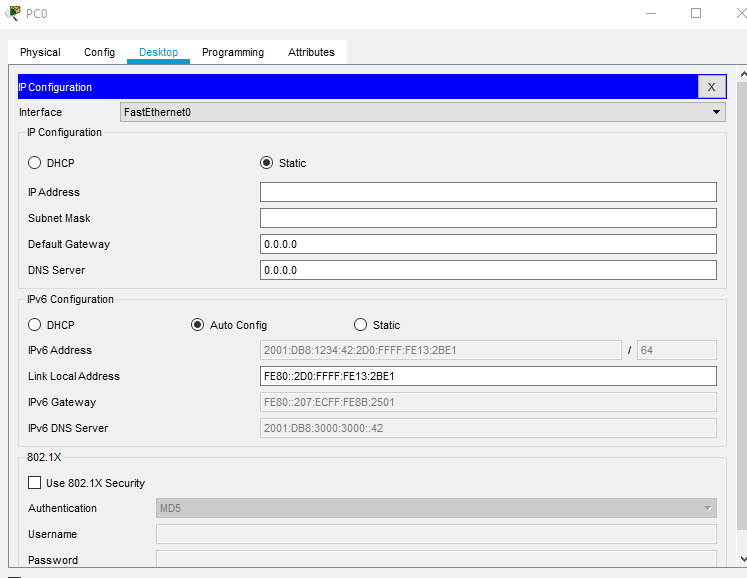 PC0
Physical Config Desktop Programming Attributes
IP Configuration X
Interface FastEthernet0
IP Configuration
DHCP Static
IP Address
Subnet Mask
Default Gateway 0.0.0.0
DNS Server 0.0.0.0
IPv6 Configuration
DHCP Auto Config Static
IPv6 Address 2001:DB8:1234:42:2D0:FFFF:FE13:2BE1 / 64
Link Local Address FE80::2D0:FFFF:FE13:2BE1
IPv6 Gateway FE80::207:ECFF:FE8B:2501
IPv6 DNS Server 2001:DB8:3000:3000::42
802.1X
Use 802.1X Security
Authentication MD5
Username
Password